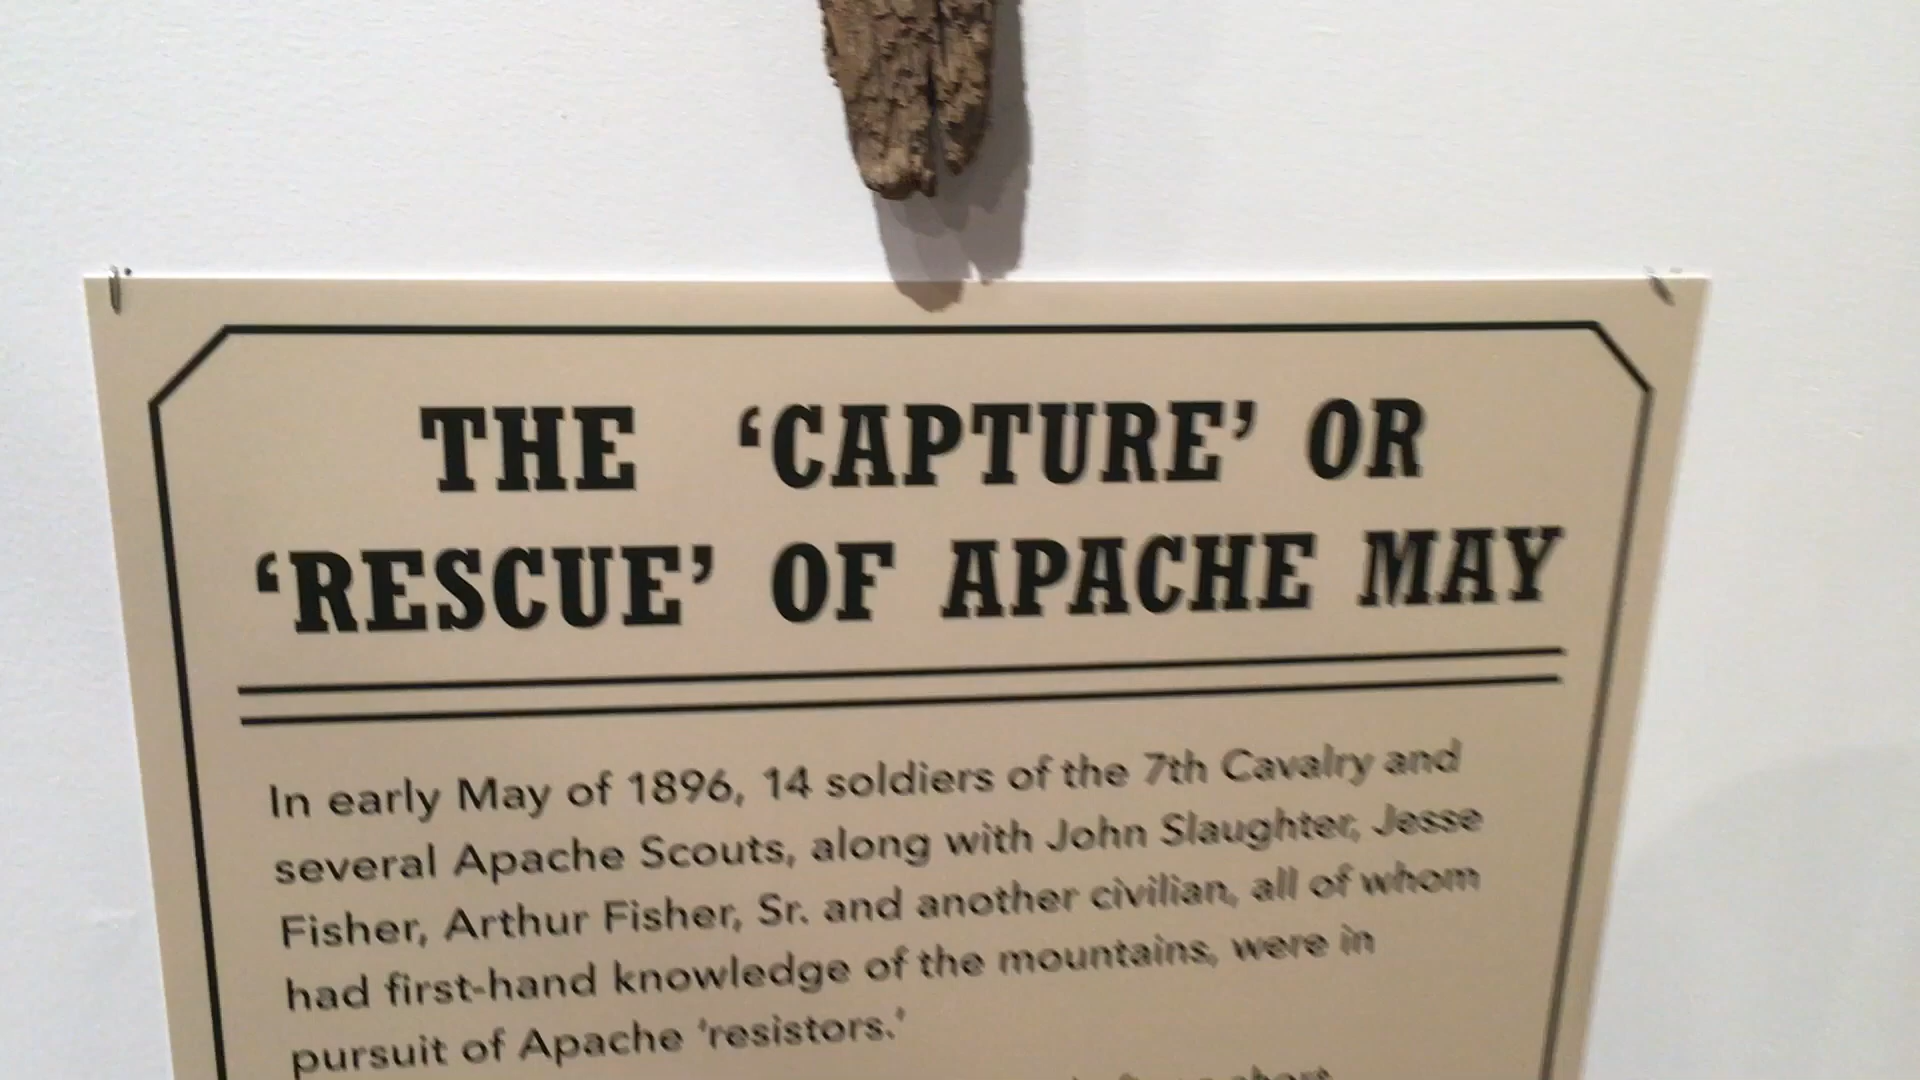 THE ‘CAPTURE’ OR
‘RESCUE’ OF APACHE MAY
In early May of 1896, 14 soldiers of the 7th Cavalry and
several Apache Scouts, along with John Slaughter, Jesse
Fisher, Arthur Fisher, Sr. and another civilian, all of whom
had first-hand knowledge of the mountains, were in
pursuit of Apache 'resistors.'
short